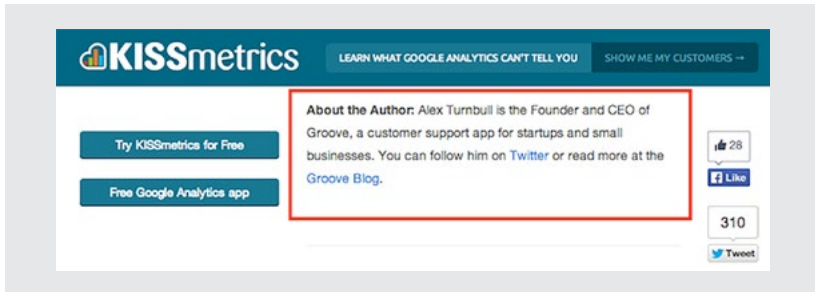 KISSmetrics
LEARN WHAT GOOGLE ANALYTICS CAN'T TELL YOU
SHOW ME MY CUSTOMERS →
Try KISSmetrics for Free
Free Google Analytics app
About the Author: Alex Turnbull is the Founder and CEO of
Groove, a customer support app for startups and small
businesses. You can follow him on Twitter or read more at the
Groove Blog.
28
Like
310
Tweet